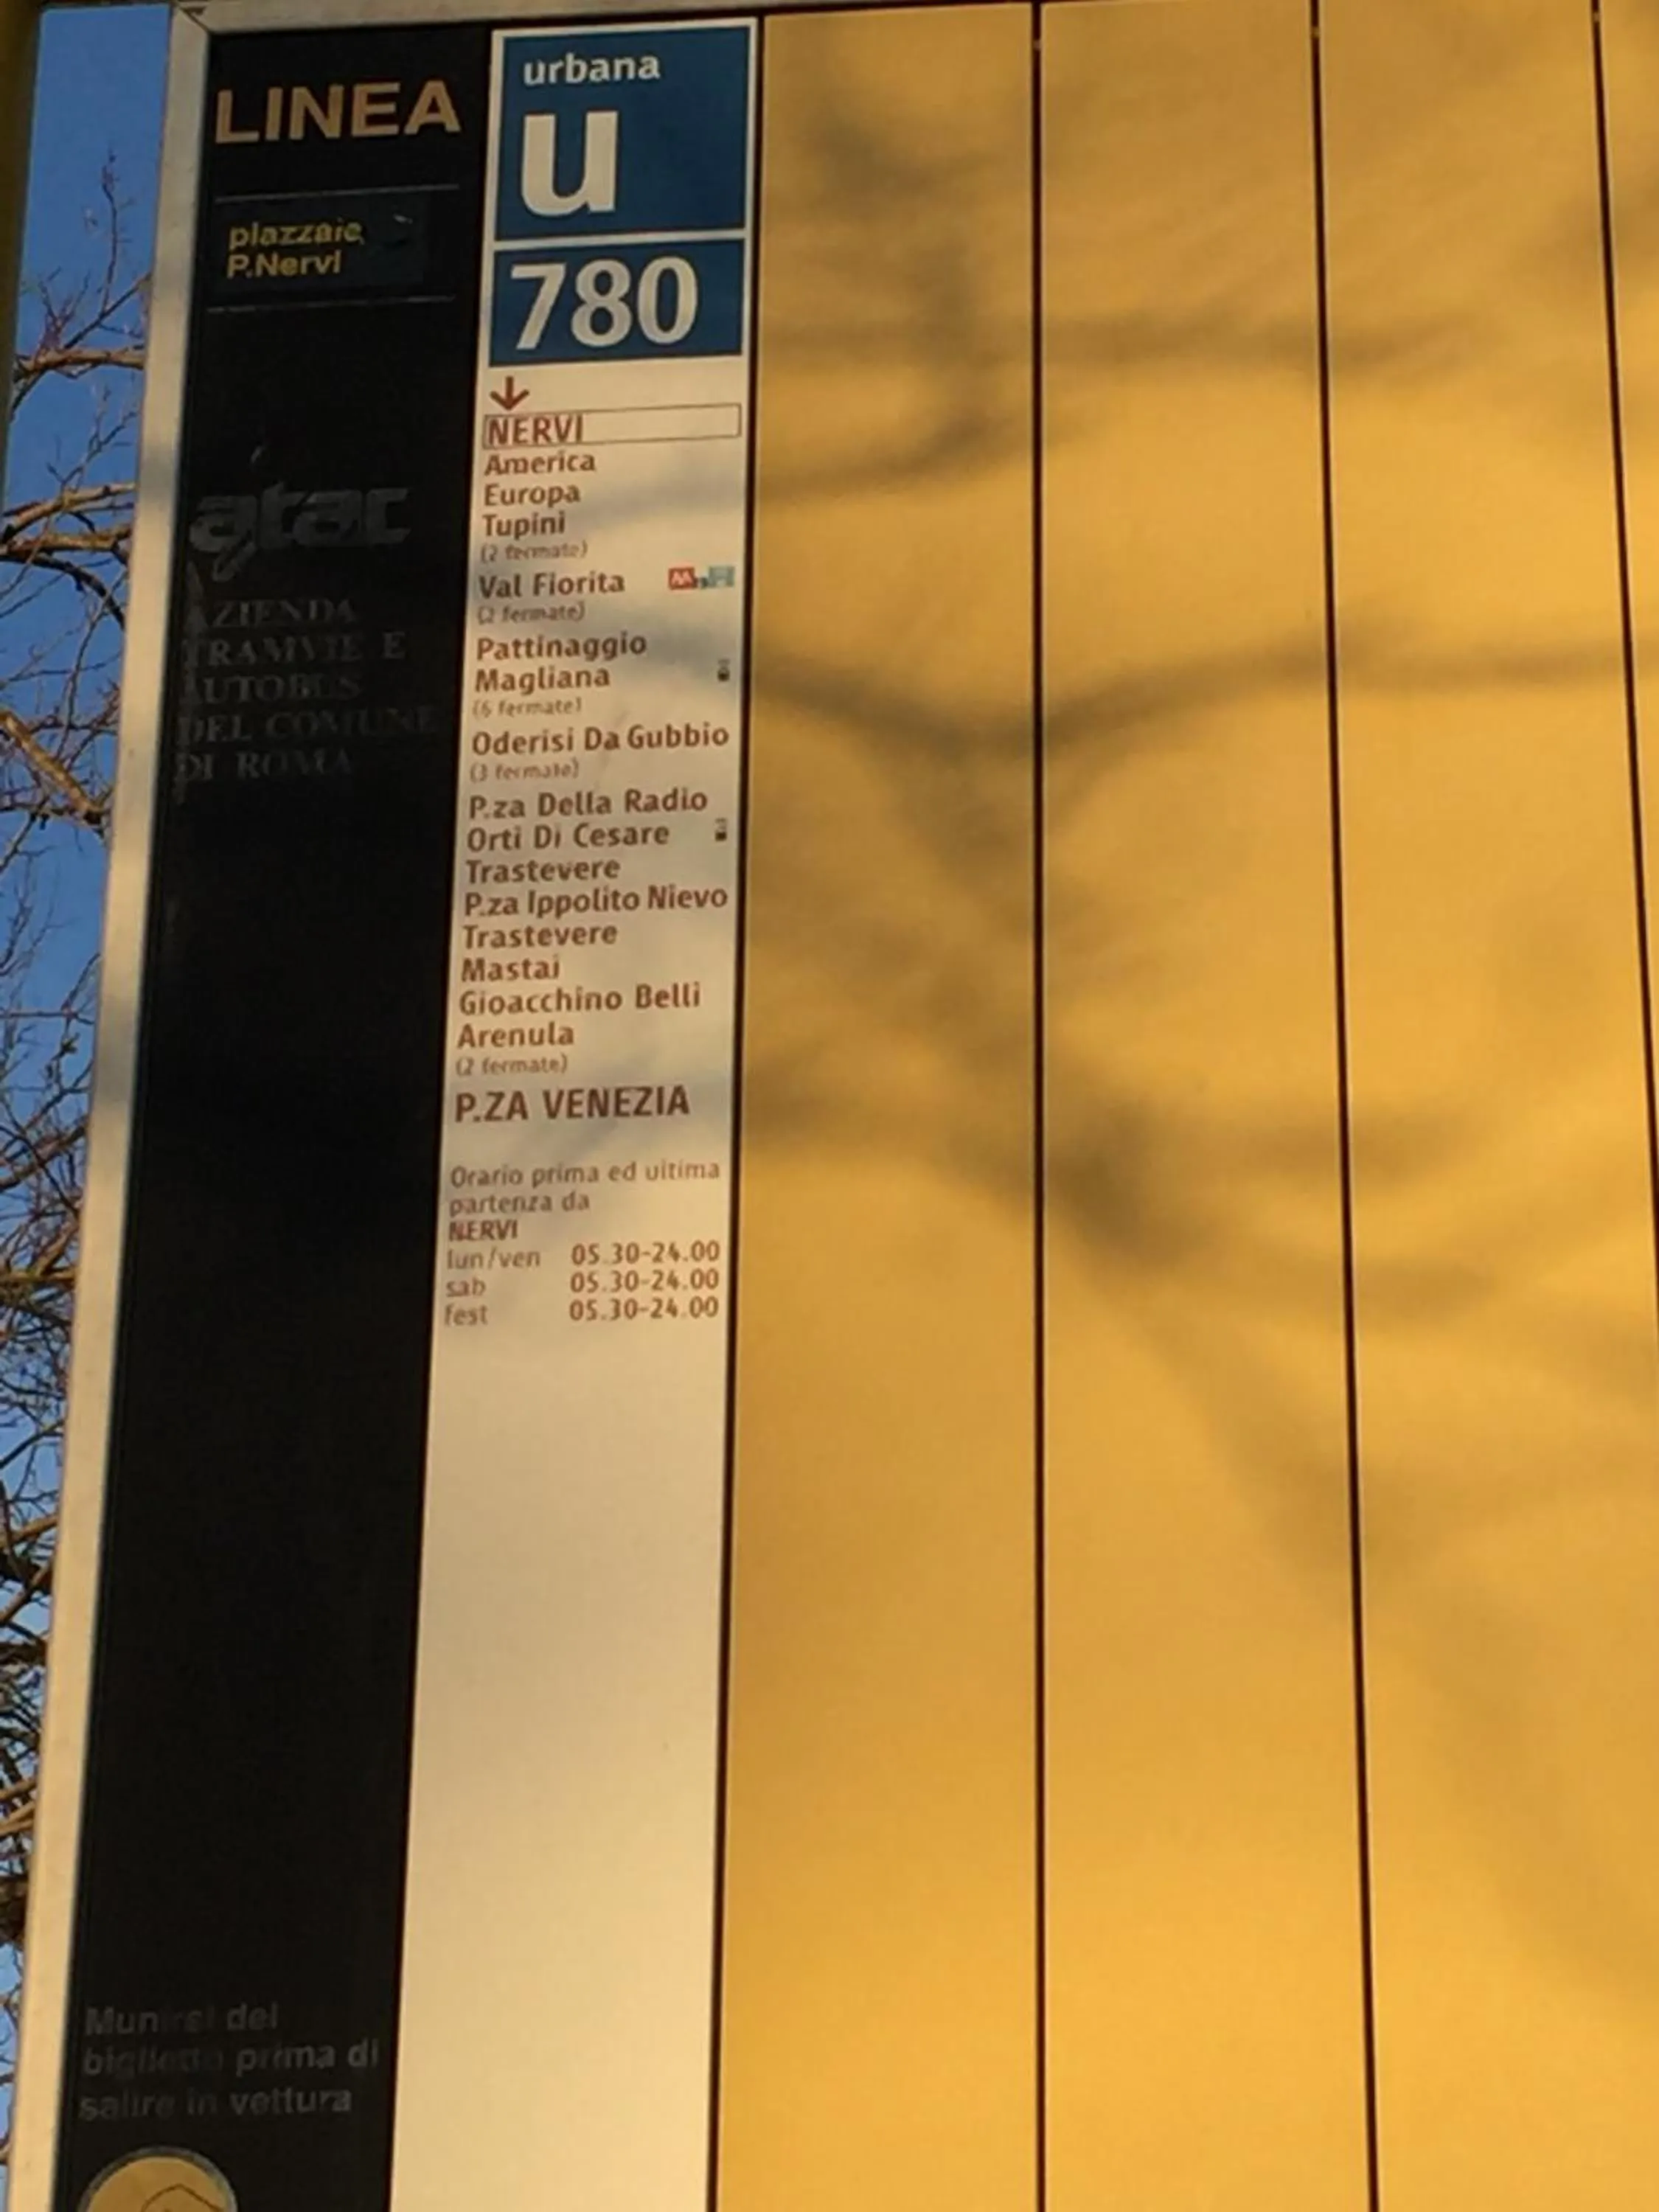 LINEA
piazzale
P.Nervi
atac
AZIENDA
TRAMVIE E
AUTOBUS
DEL COMUNE
DI ROMA
Munirsi del
biglietto prima di
salire in vettura
urbana
u
780
NERVI
America
Europa
Tupini
(2 fermate)
Val Fiorita
(2 fermate)
Pattinaggio
Magliana
(6 fermate)
Oderisi Da Gubbio
(3 fermate)
P.za Della Radio
Orti Di Cesare
Trastevere
P.za Ippolito Nievo
Trastevere
Mastai
Gioacchino Belli
Arenula
(2 fermate)
P.ZA VENEZIA
Orario prima ed ultima
partenza da
NERVI
lun/ven 05.30-24.00
sab 05.30-24.00
fest 05.30-24.00